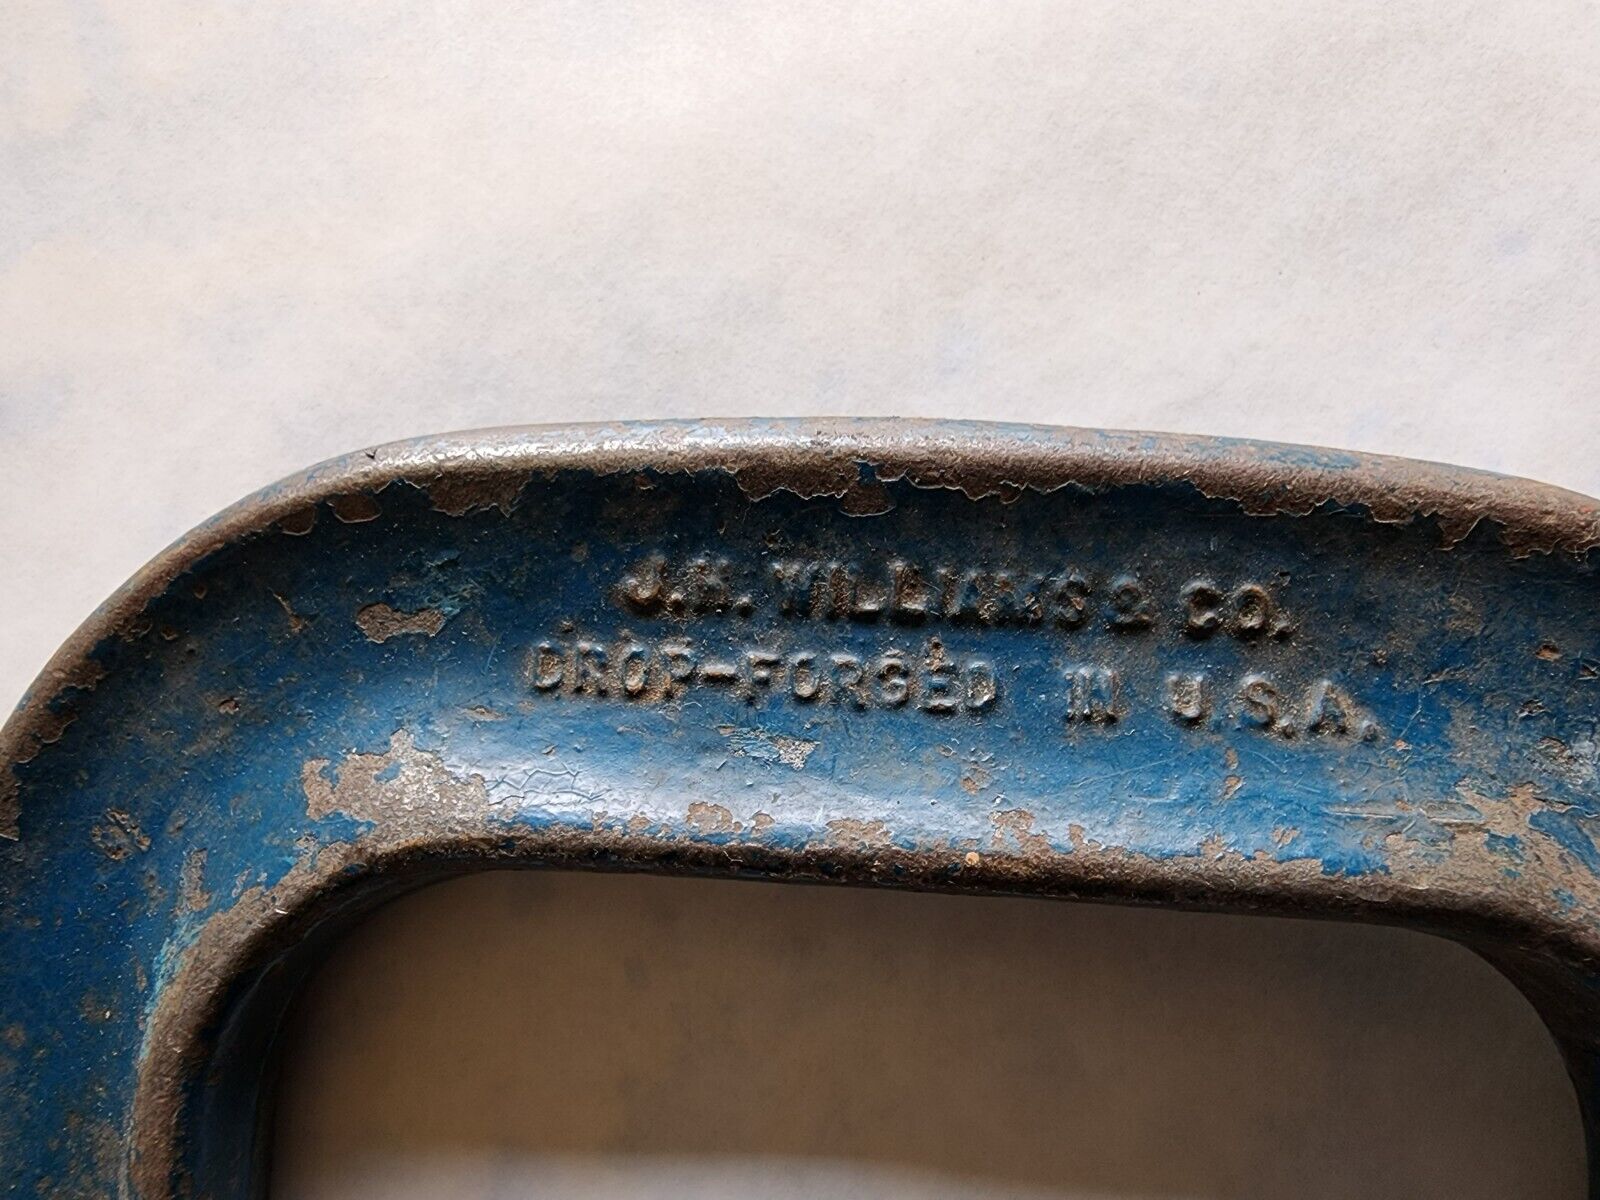 J.H. WILLIAMS & CO.
DROP-FORGED IN U.S.A.